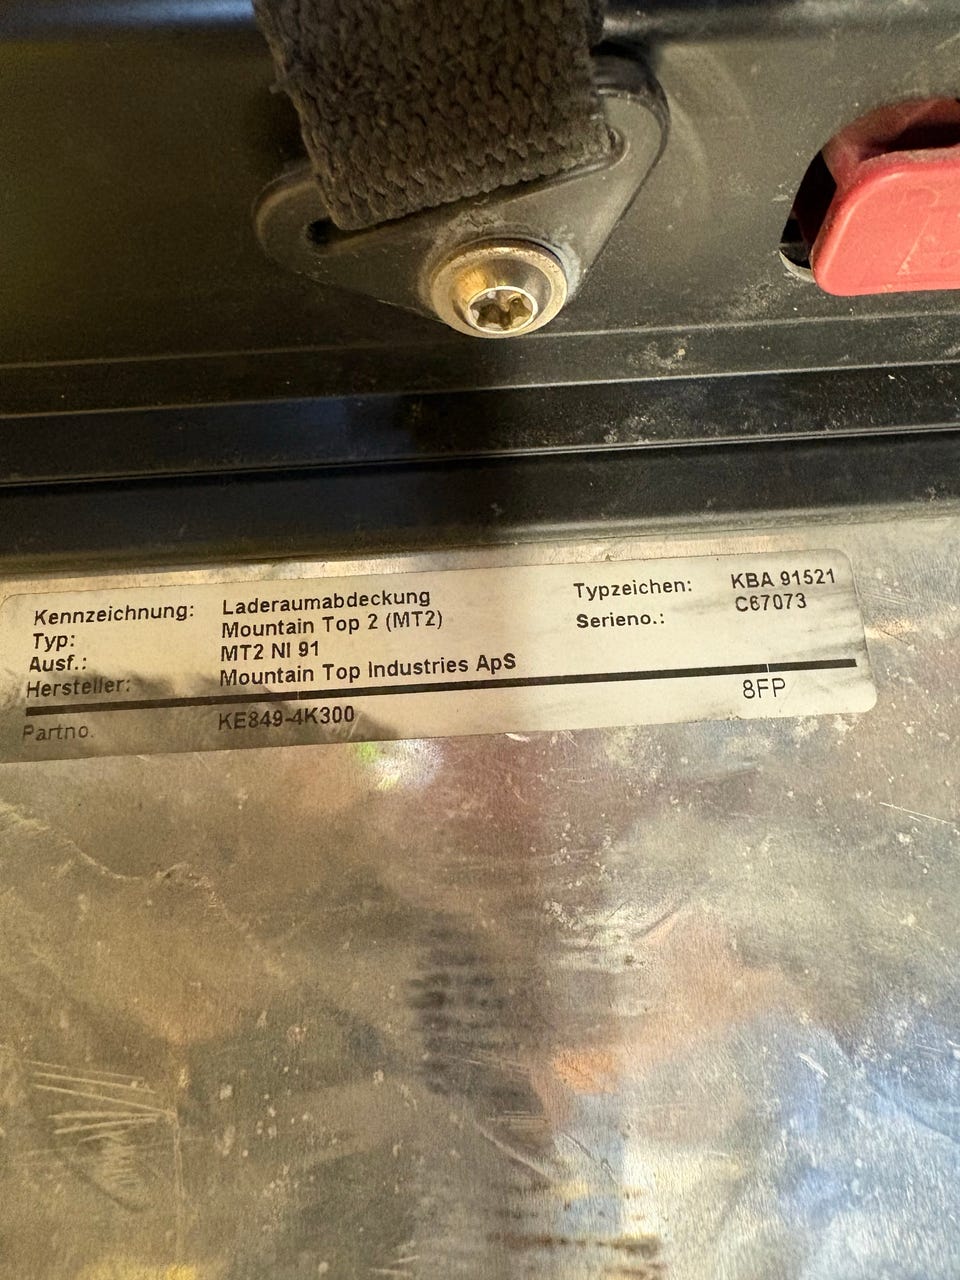 Kennzeichnung: Laderaumabdeckung Typzeichen: KBA 91521
Typ: Mountain Top 2 (MT2) Serieno.: C67073
Ausf.: MT2 NI 91
Hersteller: Mountain Top Industries ApS
Partno. KE849-4K300 8FP